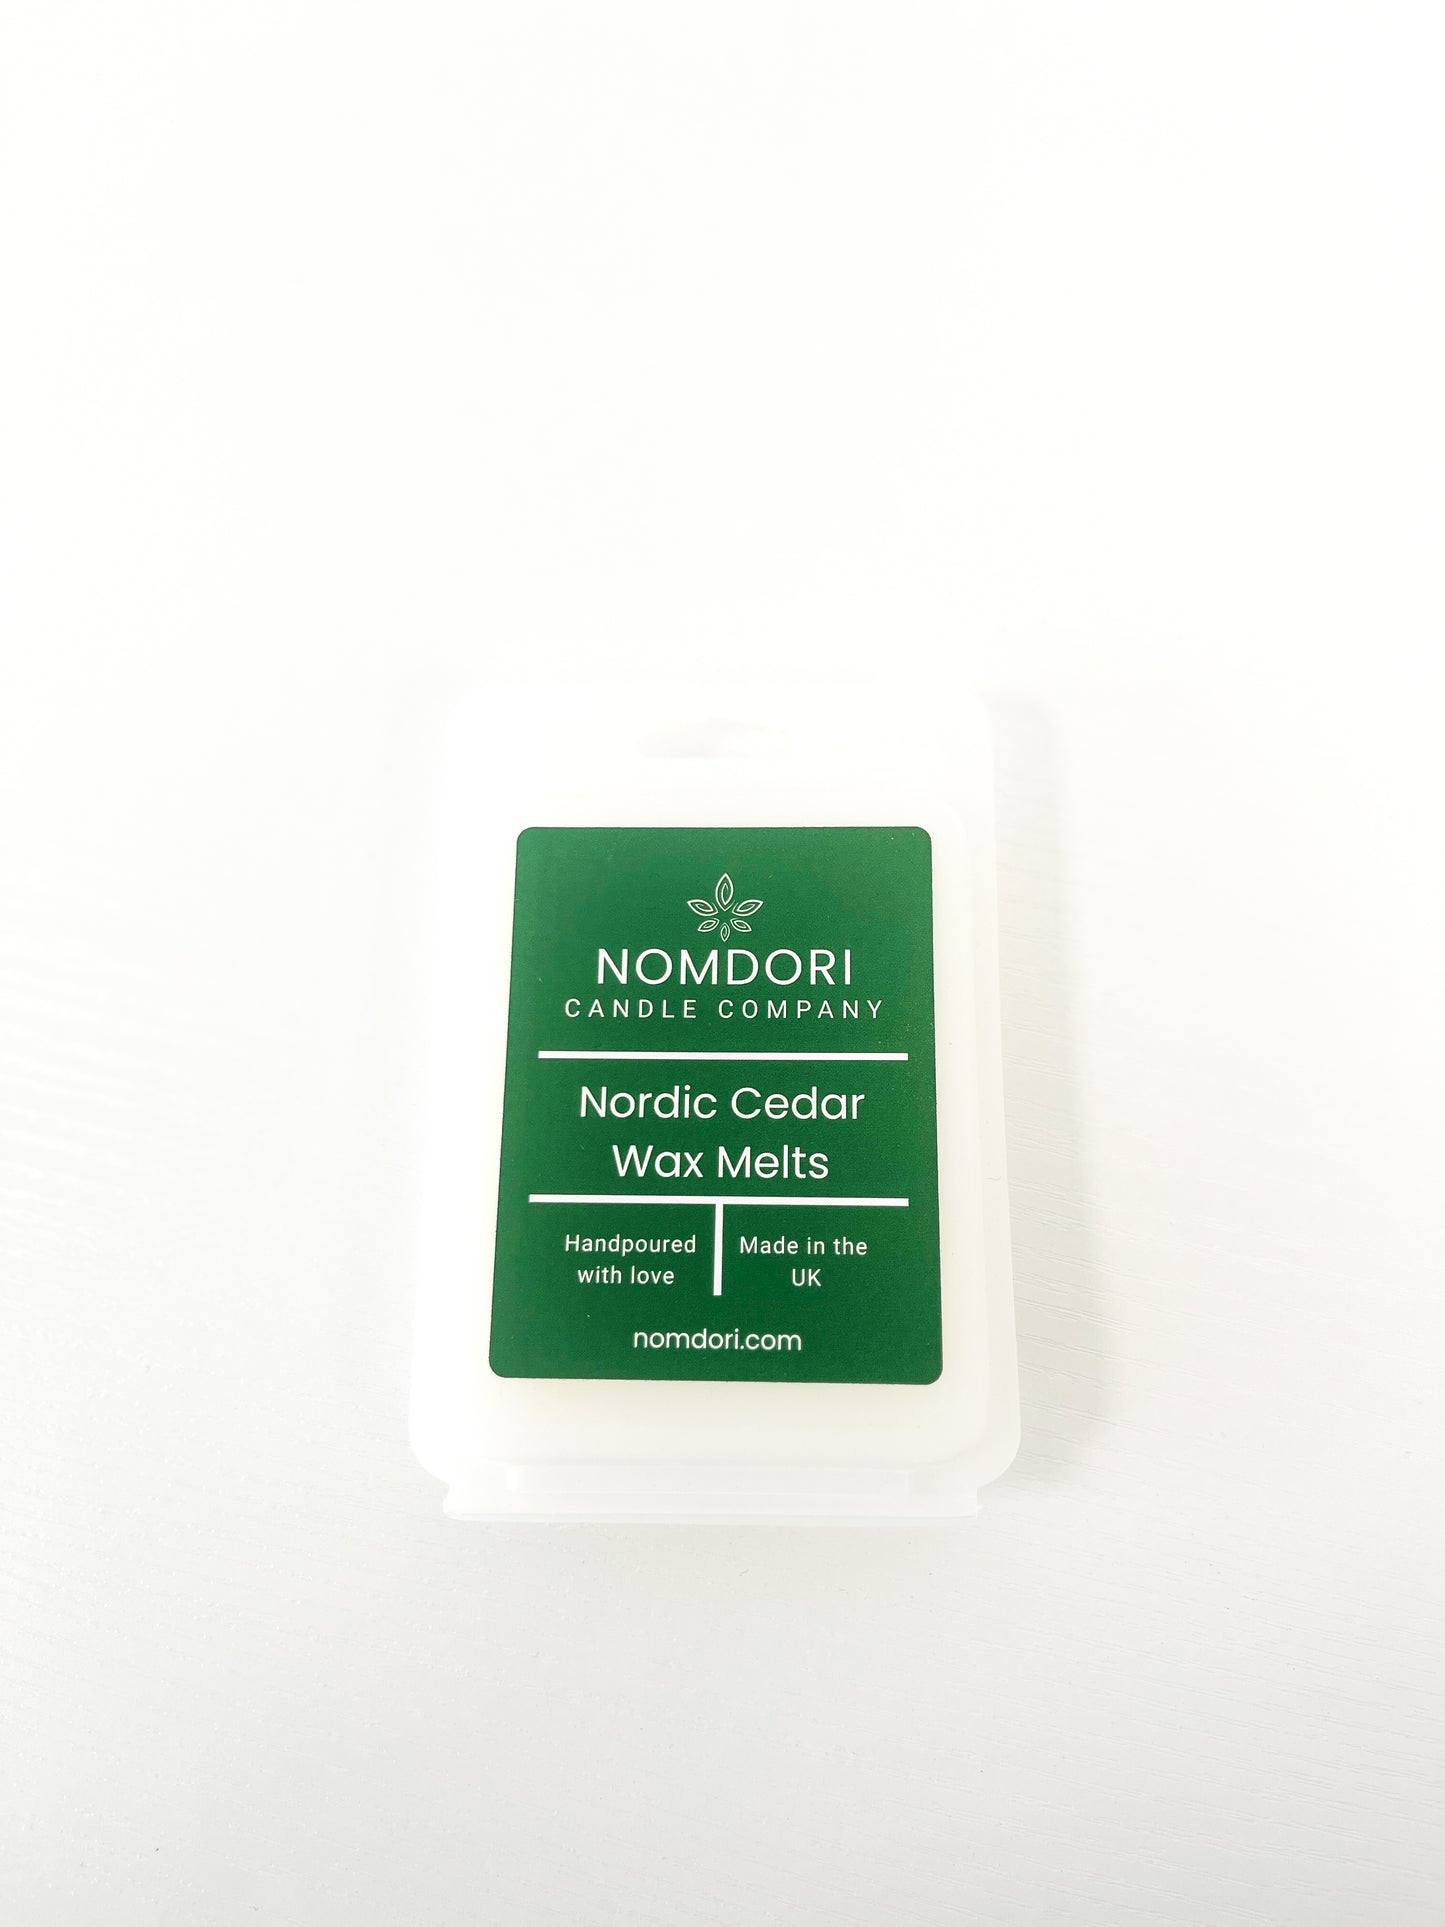 NOMDORI
CANDLE COMPANY
Nordic Cedar
Wax Melts
Handpoured
with love
Made in the
UK
nomdori.com